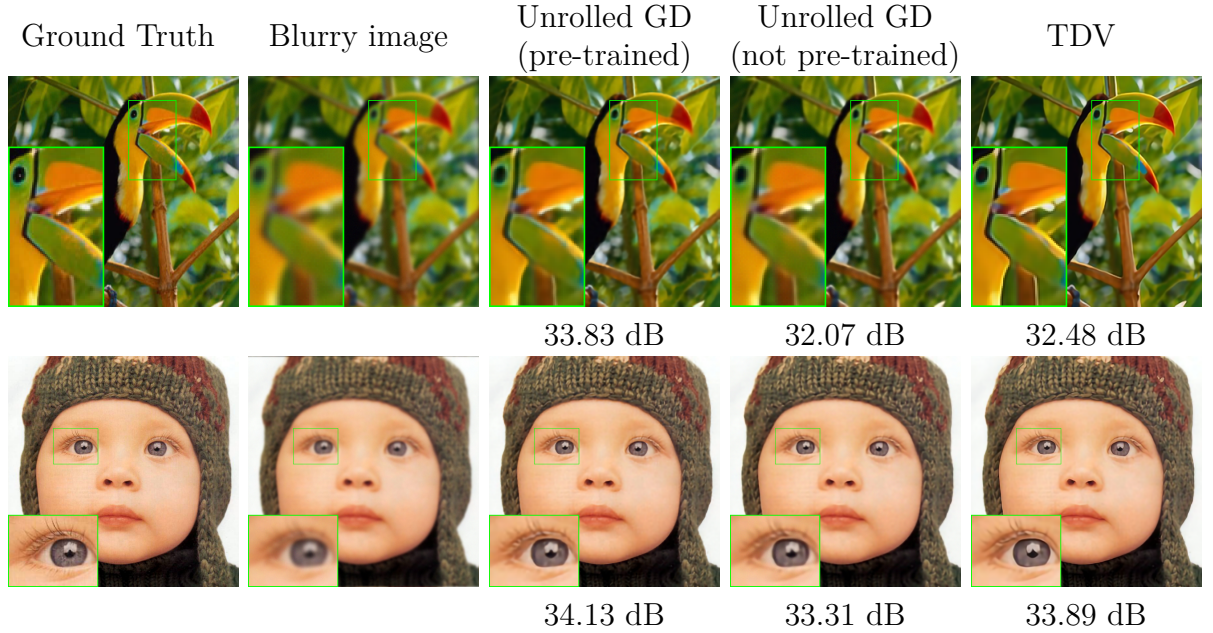 Ground Truth
Blurry image
Unrolled GD
(pre-trained)
Unrolled GD
(not pre-trained)
TDV
33.83 dB
32.07 dB
32.48 dB
34.13 dB
33.31 dB
33.89 dB